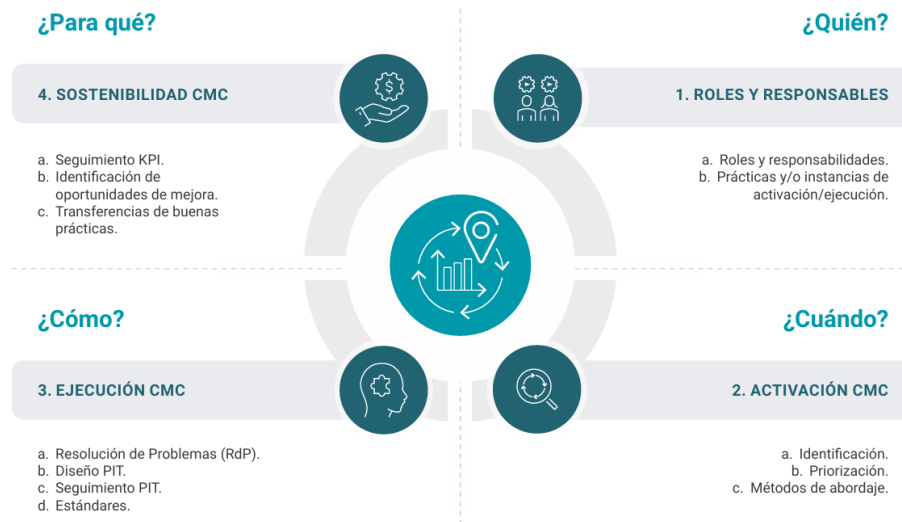 ¿Para qué?
4. SOSTENIBILIDAD CMC
a. Seguimiento KPI.
b. Identificación de
oportunidades de mejora.
c. Transferencias de buenas
prácticas.
¿Quién?
1. ROLES Y RESPONSABLES
a. Roles y responsabilidades.
b. Prácticas y/o instancias de
activación/ejecución.
$
¿Cómo?
3. EJECUCIÓN CMC
a. Resolución de Problemas (RdP).
b. Diseño PIT.
c. Seguimiento PIT.
d. Estándares.
¿Cuándo?
2. ACTIVACIÓN CMC
a. Identificación.
b. Priorización.
c. Métodos de abordaje.